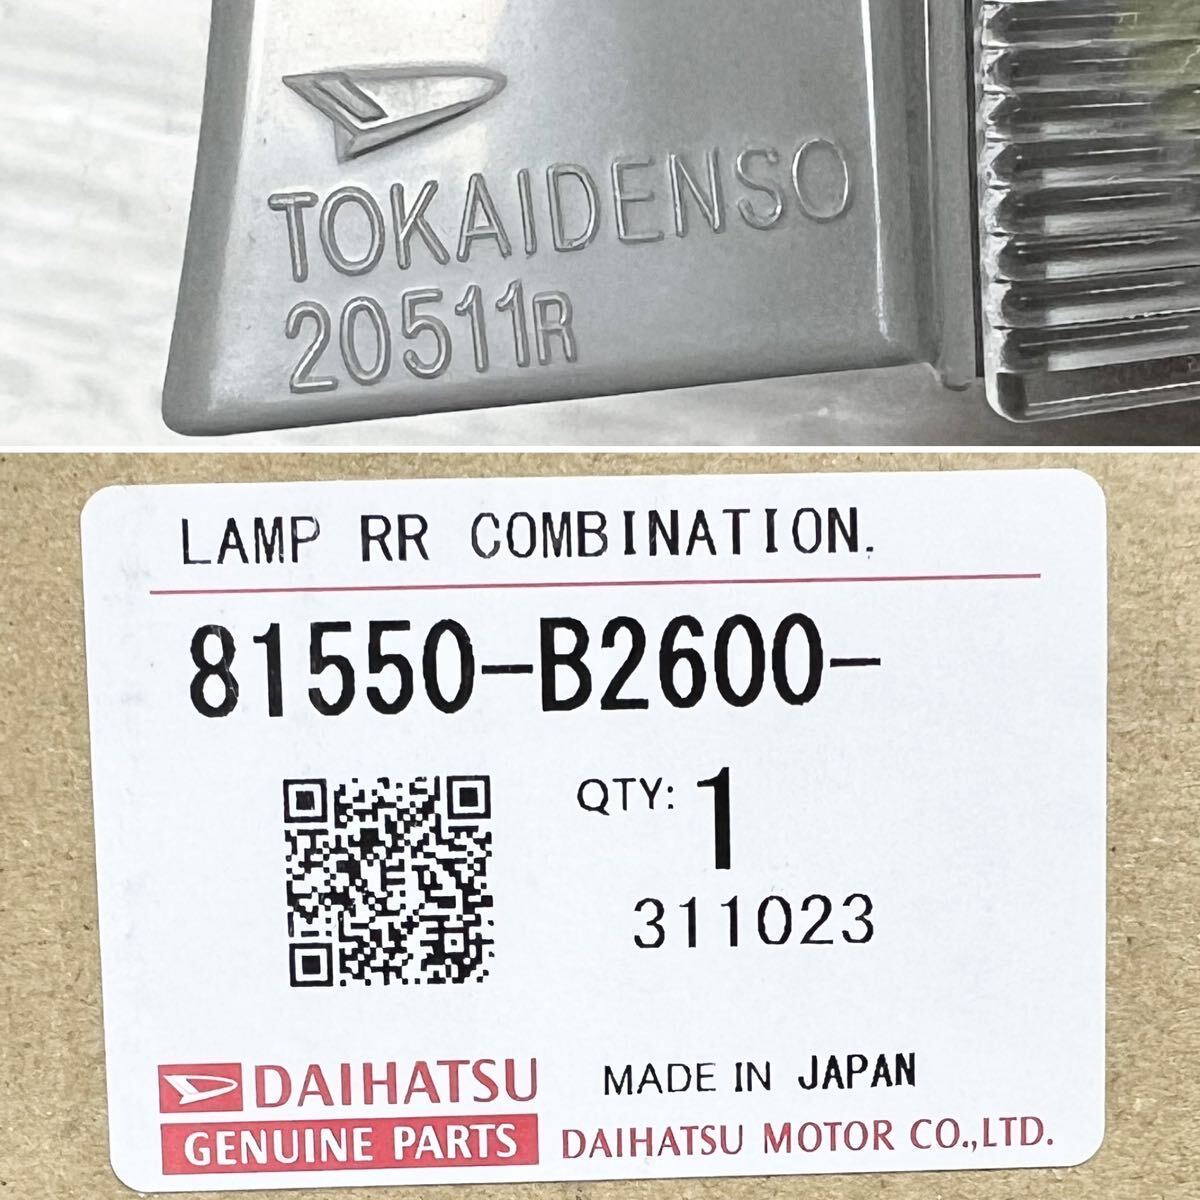 TOKAIDENSO
20511R
LAMP RR COMBINATION.
81550-B2600-
QTY: 1
311023
DAIHATSU
GENUINE PARTS
MADE IN JAPAN
DAIHATSU MOTOR CO.,LTD.